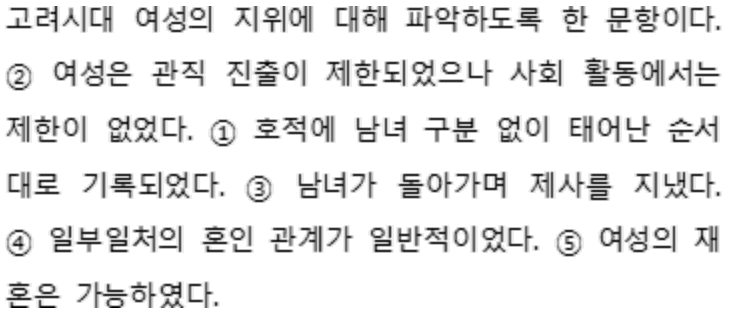 고려시대 여성의 지위에 대해 파악하도록 한 문항이다.
② 여성은 관직 진출이 제한되었으나 사회 활동에서는
제한이 없었다. ① 호적에 남녀 구분 없이 태어난 순서
대로 기록되었다. ③ 남녀가 돌아가며 제사를 지냈다.
④ 일부일처의 혼인 관계가 일반적이었다. ⑤ 여성의 재
혼은 가능하였다.